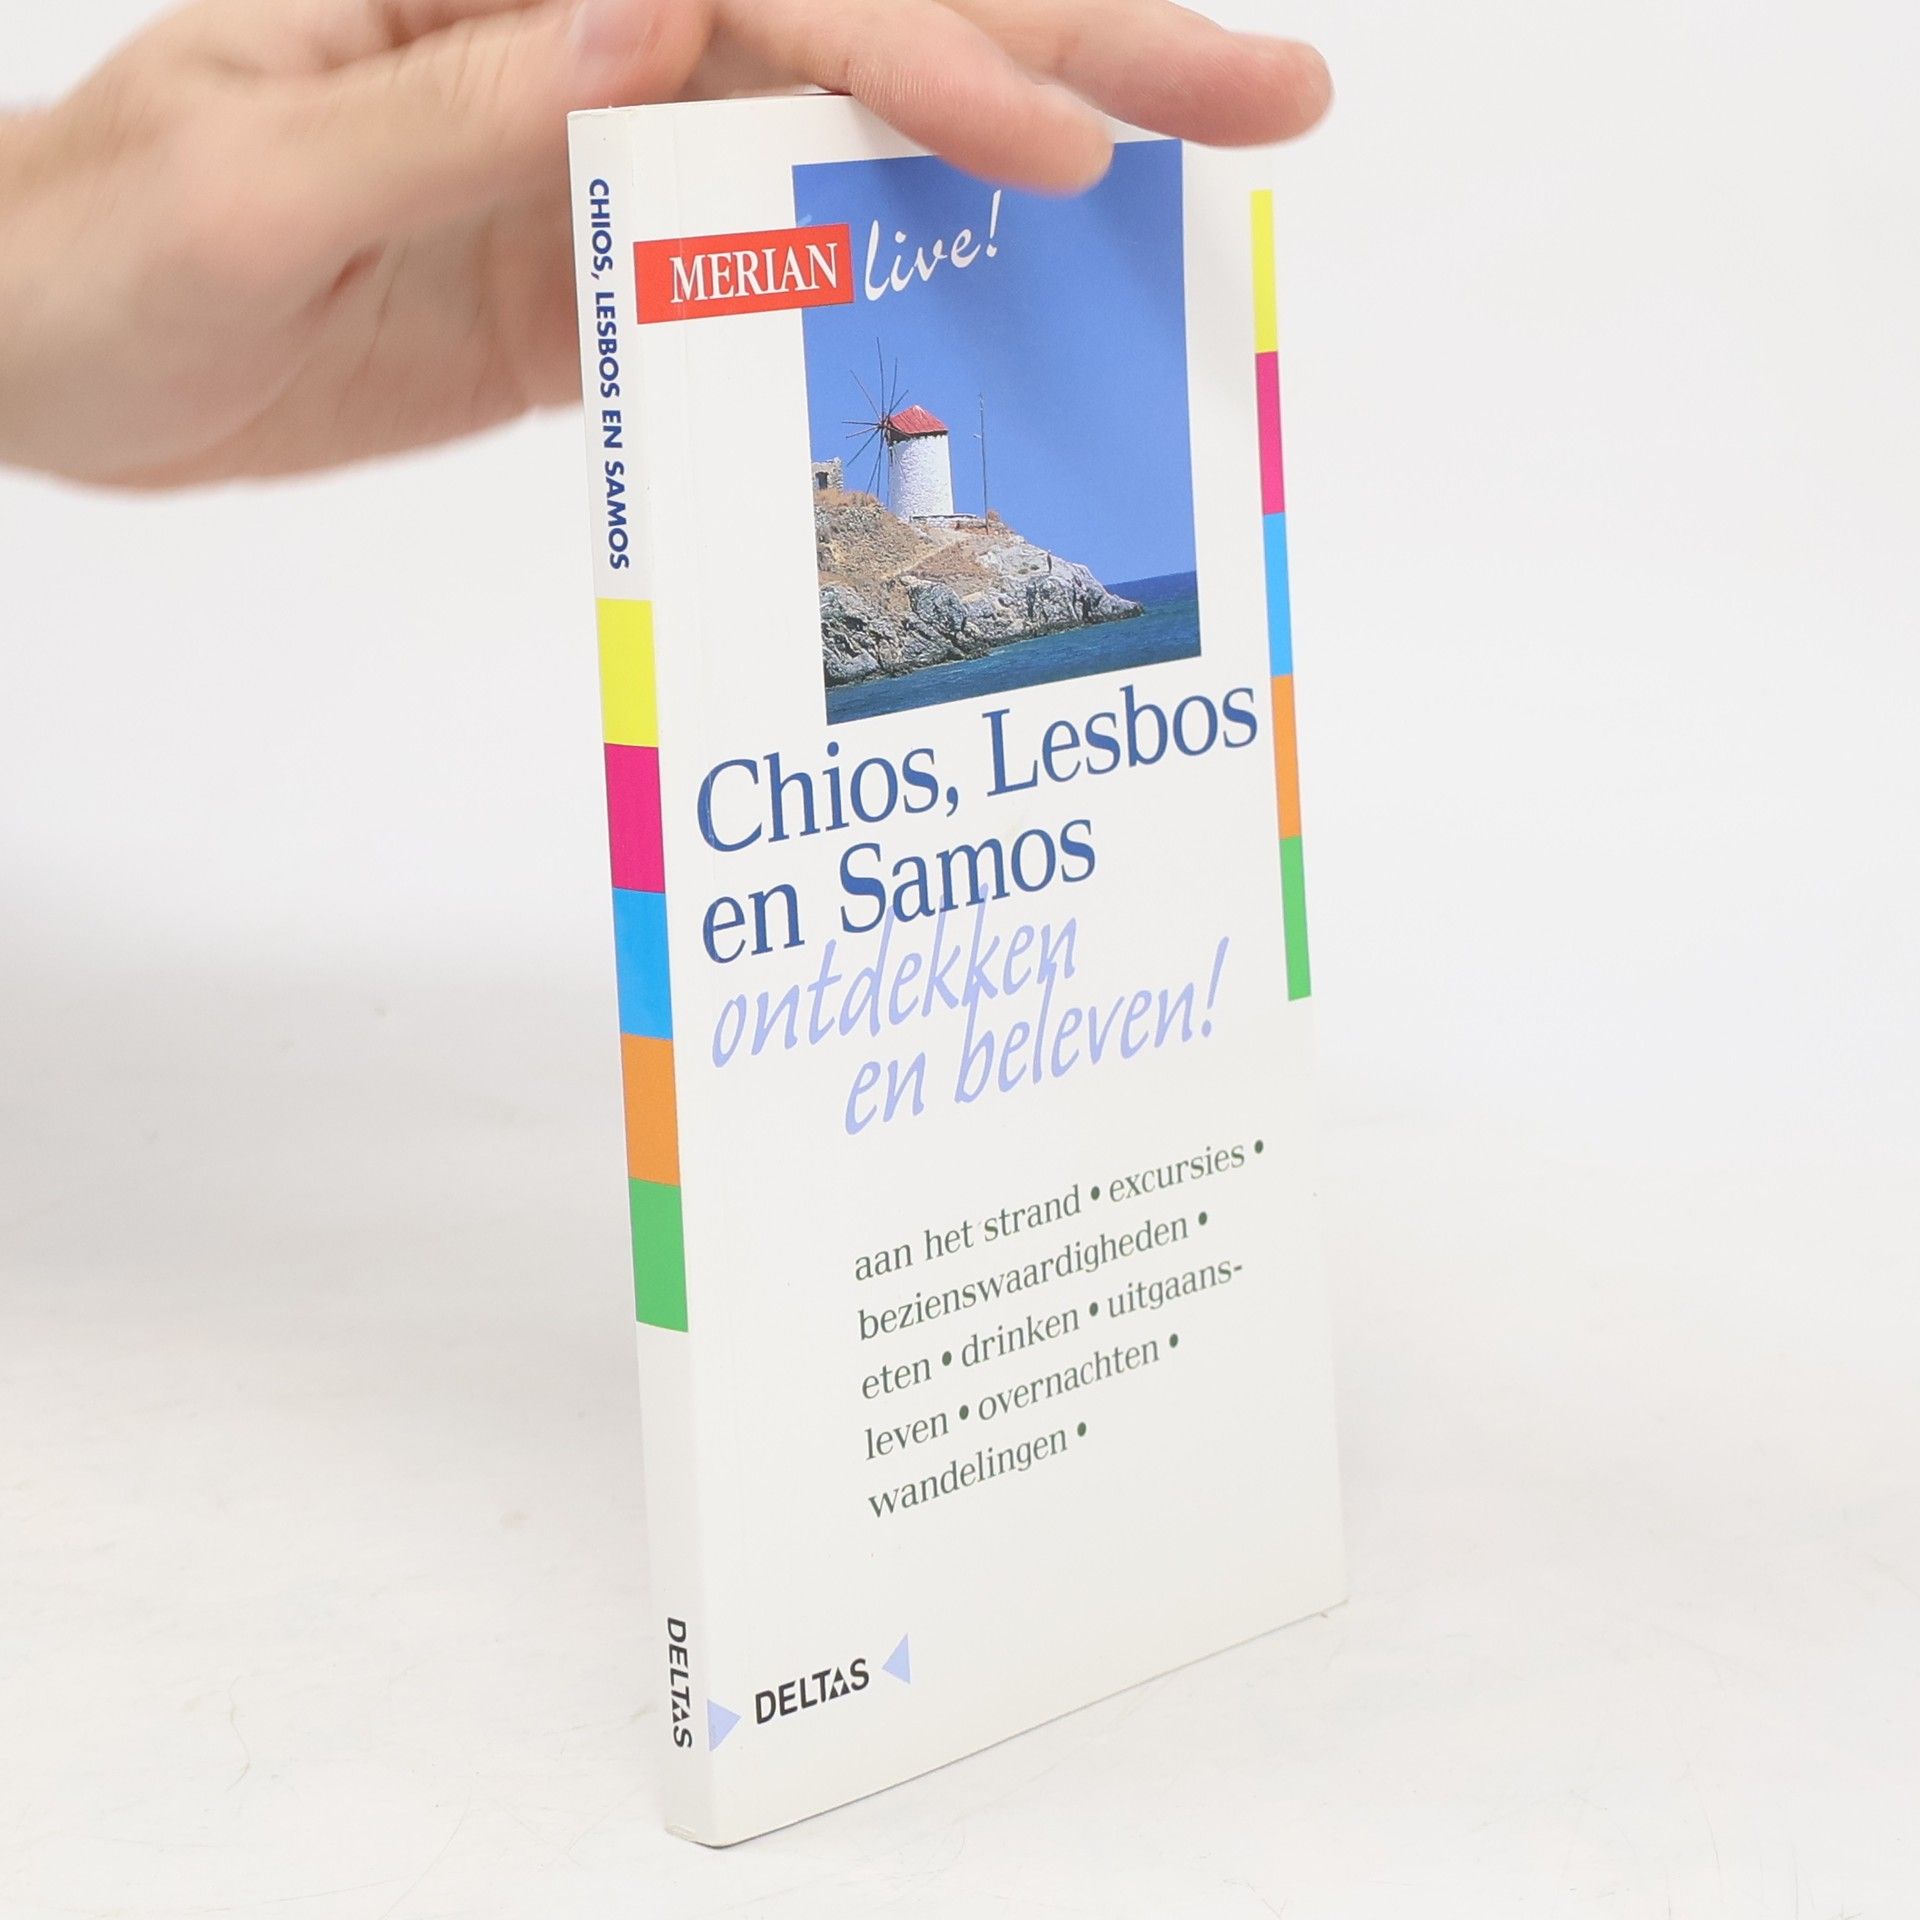 CHIOS, LESBOS EN SAMOS
DELTAS
MERIAN live!
Chios, Lesbos
en Samos
ontdekken
en beleven!
aan het strand • excursies •
bezienswaardigheden •
eten • drinken • uitgaans-
leven • overnachten •
wandelingen •
DELTAS